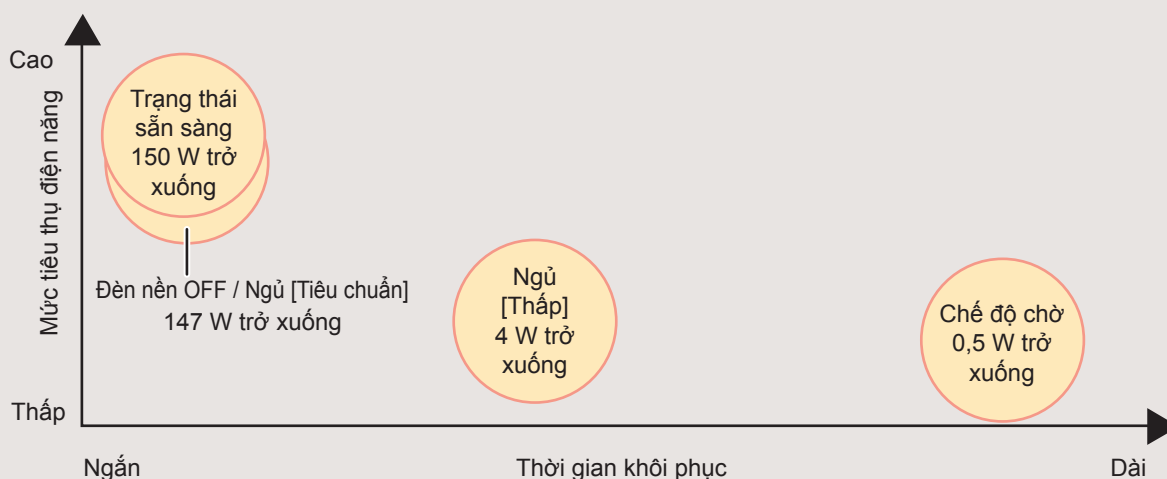 Cao
Mức tiêu thụ điện năng
Trạng thái
sẵn sàng
150 W trở
xuống
Đèn nền OFF / Ngủ [Tiêu chuẩn]
147 W trở xuống
Ngủ
[Thấp]
4 W trở
xuống
Chế độ chờ
0,5 W trở
xuống
Thấp
Ngắn
Thời gian khôi phục
Dài